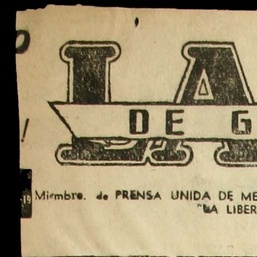 LA
DE G
Miembro. de PRENSA UNIDA DE ME
"LA LIBER